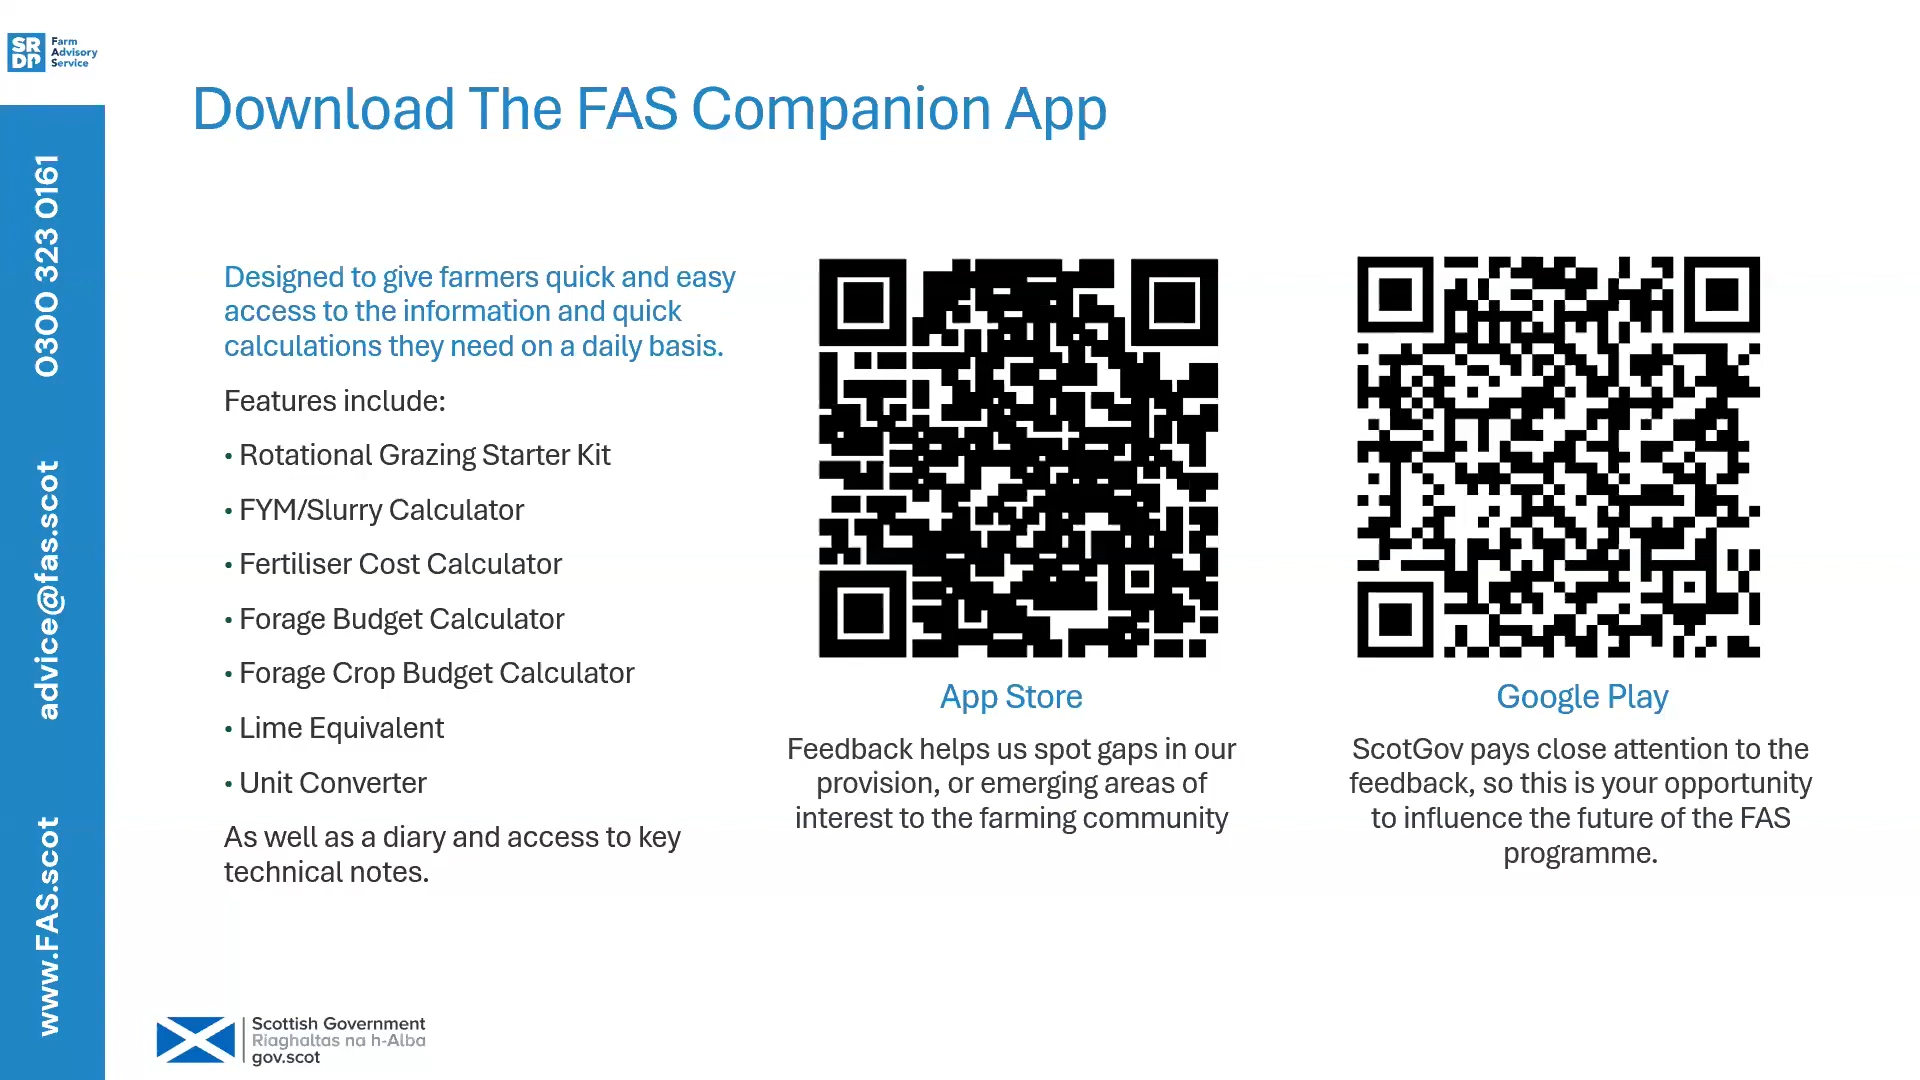 SRDP Farm
Advisory
Service
Download The FAS Companion App
0300 323 0161
advice@fas.scot
www.FAS.scot
Designed to give farmers quick and easy
access to the information and quick
calculations they need on a daily basis.
Features include:
• Rotational Grazing Starter Kit
• FYM/Slurry Calculator
• Fertiliser Cost Calculator
• Forage Budget Calculator
• Forage Crop Budget Calculator
• Lime Equivalent
• Unit Converter
As well as a diary and access to key
technical notes.
App Store
Feedback helps us spot gaps in our
provision, or emerging areas of
interest to the farming community
Google Play
ScotGov pays close attention to the
feedback, so this is your opportunity
to influence the future of the FAS
programme.
Scottish Government
Riaghaltas na h-Alba
gov.scot